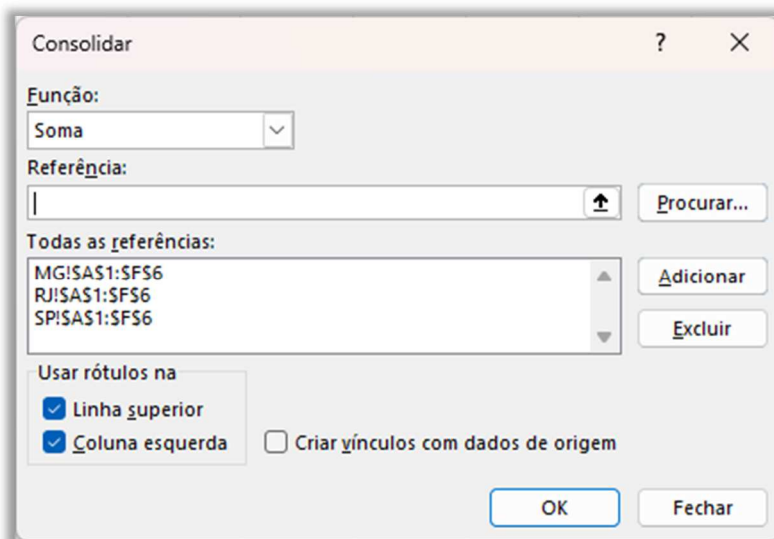 Consolidar ? ×
Função:
Soma
Referência:
Procurar...
Todas as referências:
MG!$A$1:$F$6
RJ!$A$1:$F$6
SP!$A$1:$F$6
Adicionar
Excluir
Usar rótulos na
Linha superior
Coluna esquerda
Criar vínculos com dados de origem
OK
Fechar